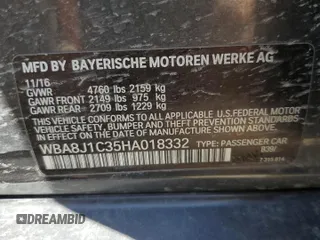 MFD BY BAYERISCHE MOTOREN WERKE AG
11/16
GVWR 4760 lbs 2159 kg
GAWR FRONT 2149 lbs 975 kg
GAWR REAR 2709 lbs 1229 kg
THIS VEHICLE CONFORMS TO ALL APPLICABLE
FEDERAL MOTOR VEHICLE SAFETY, BUMPER,
AND THEFT PREVENTION STANDARDS IN EFFECT ON
THE DATE OF MANUFACTURE SHOWN ABOVE
WBA8J1C35HA018332 TYPE: PASSENGER CAR